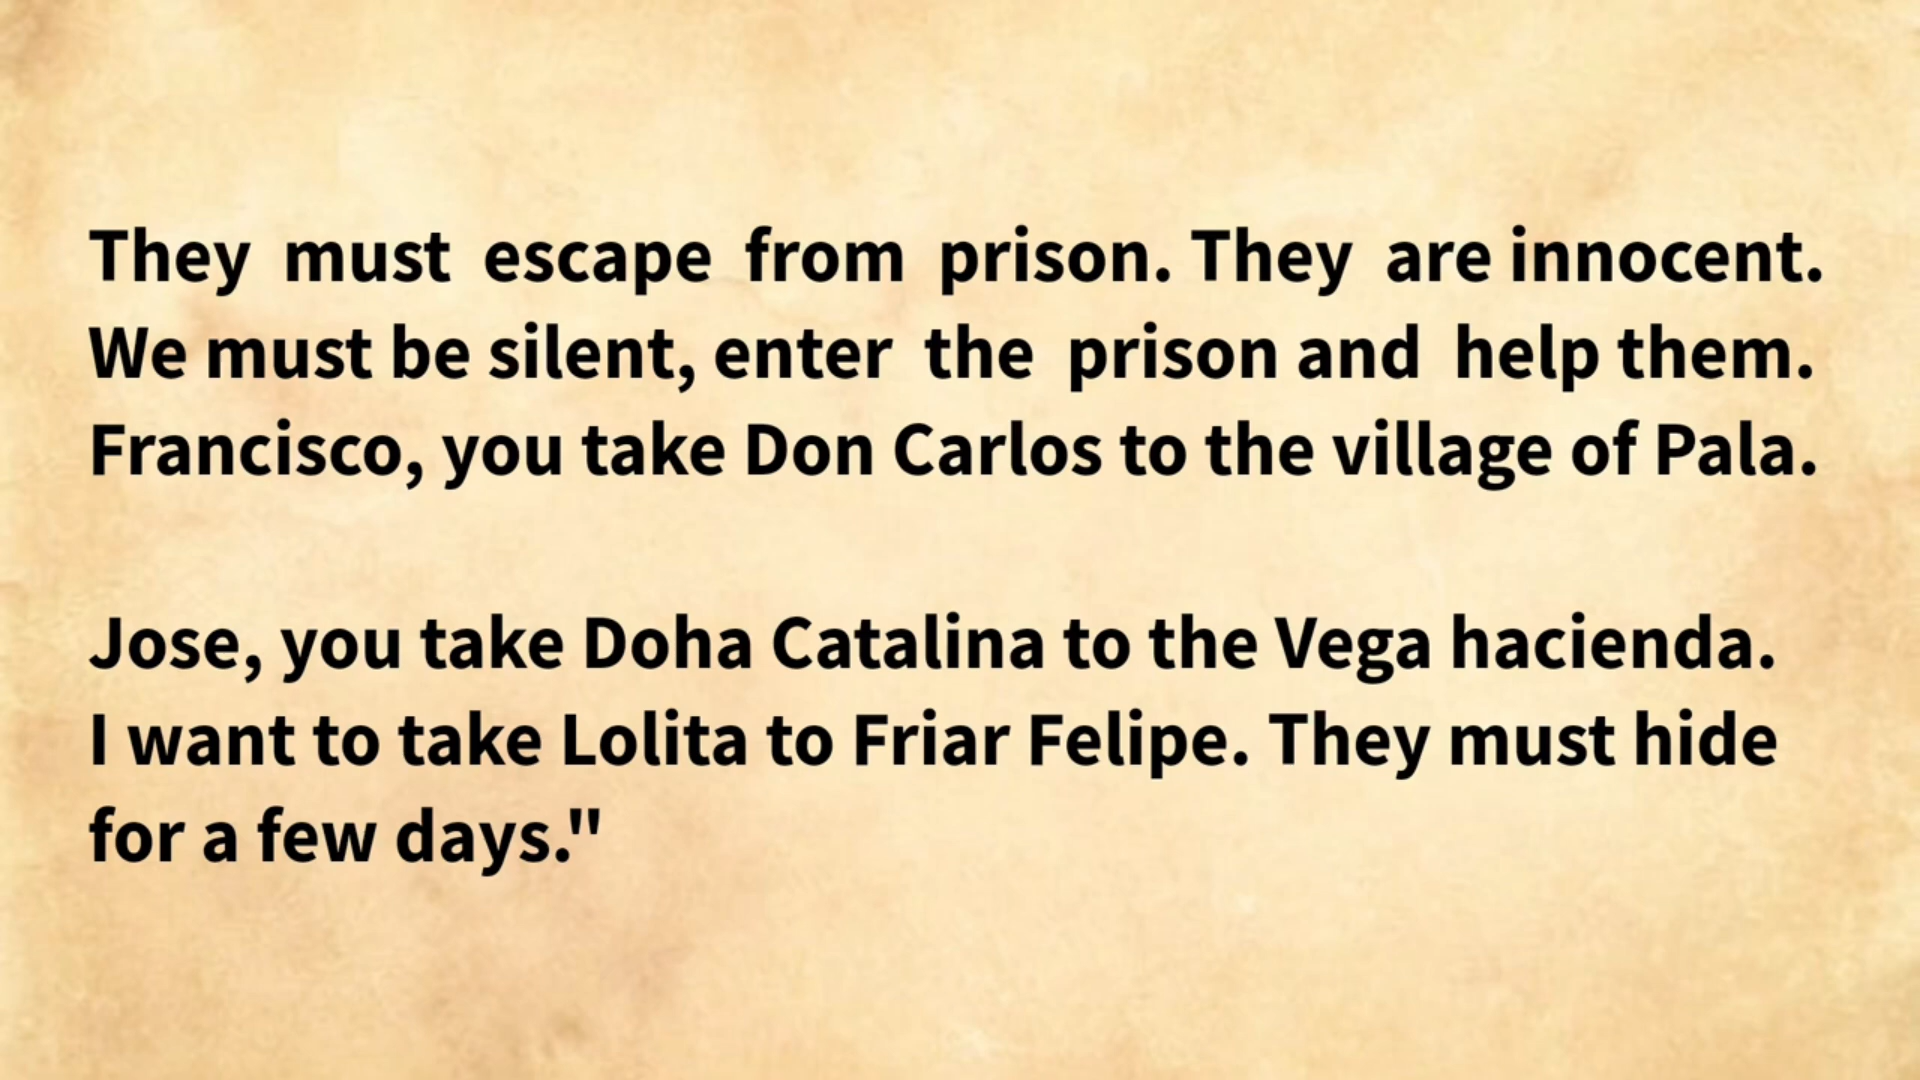 They must escape from prison. They are innocent.
We must be silent, enter the prison and help them.
Francisco, you take Don Carlos to the village of Pala.
Jose, you take Doha Catalina to the Vega hacienda.
I want to take Lolita to Friar Felipe. They must hide
for a few days."